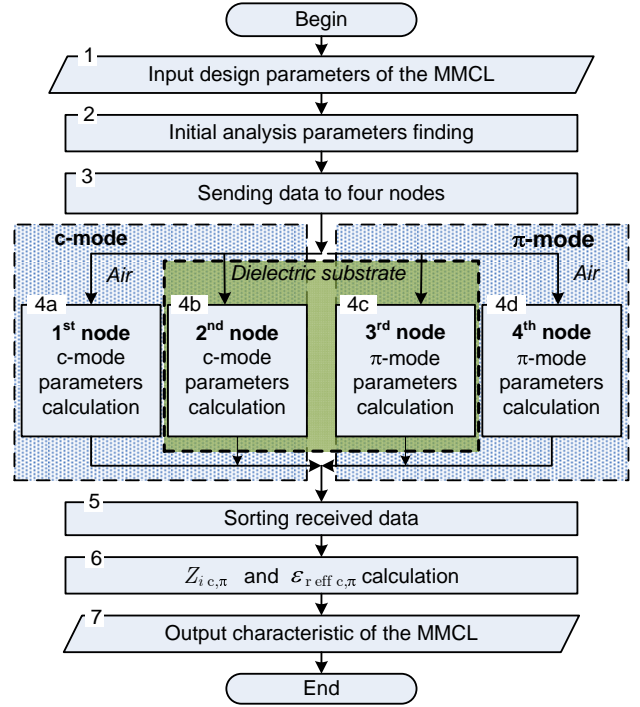 Begin
1
Input design parameters of the MMCL
2
Initial analysis parameters finding
3
Sending data to four nodes
c-mode
π-mode
Air
Dielectric substrate
Air
4a
1st node
c-mode
parameters
calculation
4b
2nd node
c-mode
parameters
calculation
4c
3rd node
π-mode
parameters
calculation
4d
4th node
π-mode
parameters
calculation
5
Sorting received data
6
Z i c,π and ε r eff c,π calculation
7
Output characteristic of the MMCL
End